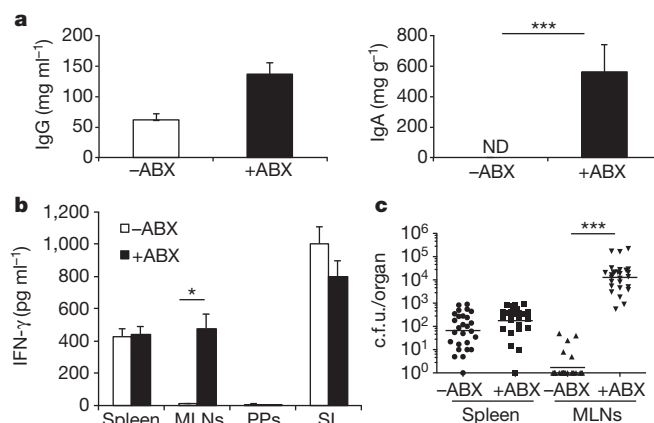 a
IgG (mg ml⁻¹)
200
150
100
50
0
–ABX
+ABX
IgA (mg g⁻¹)
800
600
400
200
0
***
ND
–ABX
+ABX
b
IFN-γ (pg ml⁻¹)
1,200
1,000
800
600
400
200
0
–ABX
+ABX
*
Spleen
MLNs
PPs
SI
c
c.f.u./organ
10⁶
10⁵
10⁴
10³
10²
10¹
10⁰
***
–ABX +ABX –ABX +ABX
Spleen
MLNs